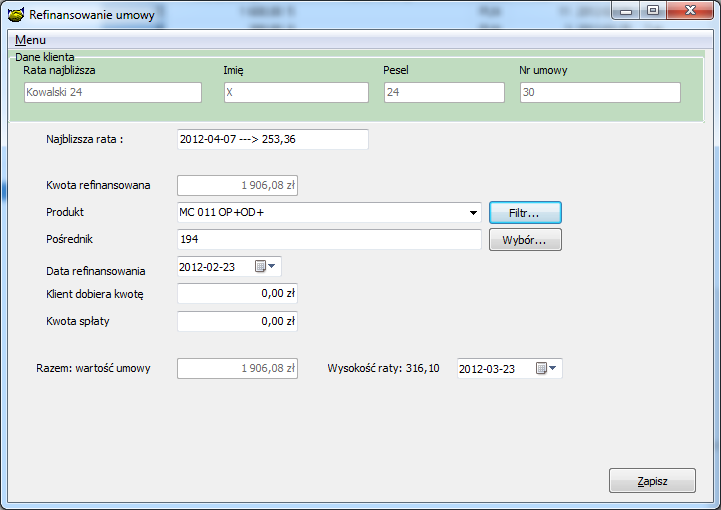 Refinansowanie umowy
Menu
Dane klienta
Rata najbliższa Imię Pesel Nr umowy
Kowalski 24 X 24 30
Najblizsza rata : 2012-04-07 ---> 253,36
Kwota refinansowana 1 906,08 zł
Produkt MC 011 OP+OD+ Filtr...
Pośrednik 194 Wybór...
Data refinansowania 2012-02-23
Klient dobiera kwotę 0,00 zł
Kwota spłaty 0,00 zł
Razem: wartość umowy 1 906,08 zł Wysokość raty: 316,10 2012-03-23
Zapisz